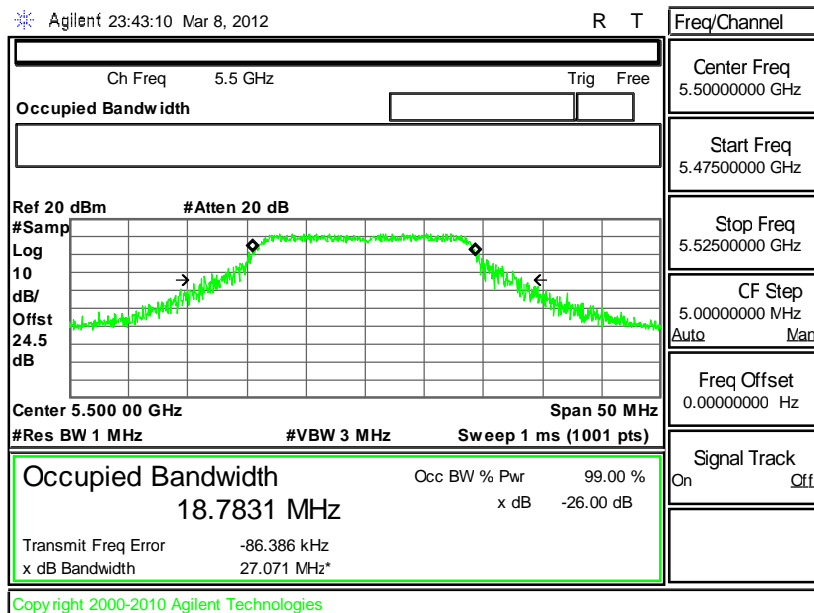 Agilent 23:43:10 Mar 8, 2012 R T
Freq/Channel
Ch Freq 5.5 GHz Trig Free
Occupied Bandwidth
Center Freq
5.50000000 GHz
Start Freq
5.47500000 GHz
Stop Freq
5.52500000 GHz
CF Step
5.00000000 MHz
Auto Man
Freq Offset
0.00000000 Hz
Signal Track
On Off
Ref 20 dBm #Atten 20 dB
#Samp
Log
10
dB/
Offst
24.5
dB
Center 5.500 00 GHz Span 50 MHz
#Res BW 1 MHz #VBW 3 MHz Sweep 1 ms (1001 pts)
Occupied Bandwidth
18.7831 MHz
Occ BW % Pwr 99.00 %
x dB -26.00 dB
Transmit Freq Error -86.386 kHz
x dB Bandwidth 27.071 MHz*
Copyright 2000-2010 Agilent Technologies